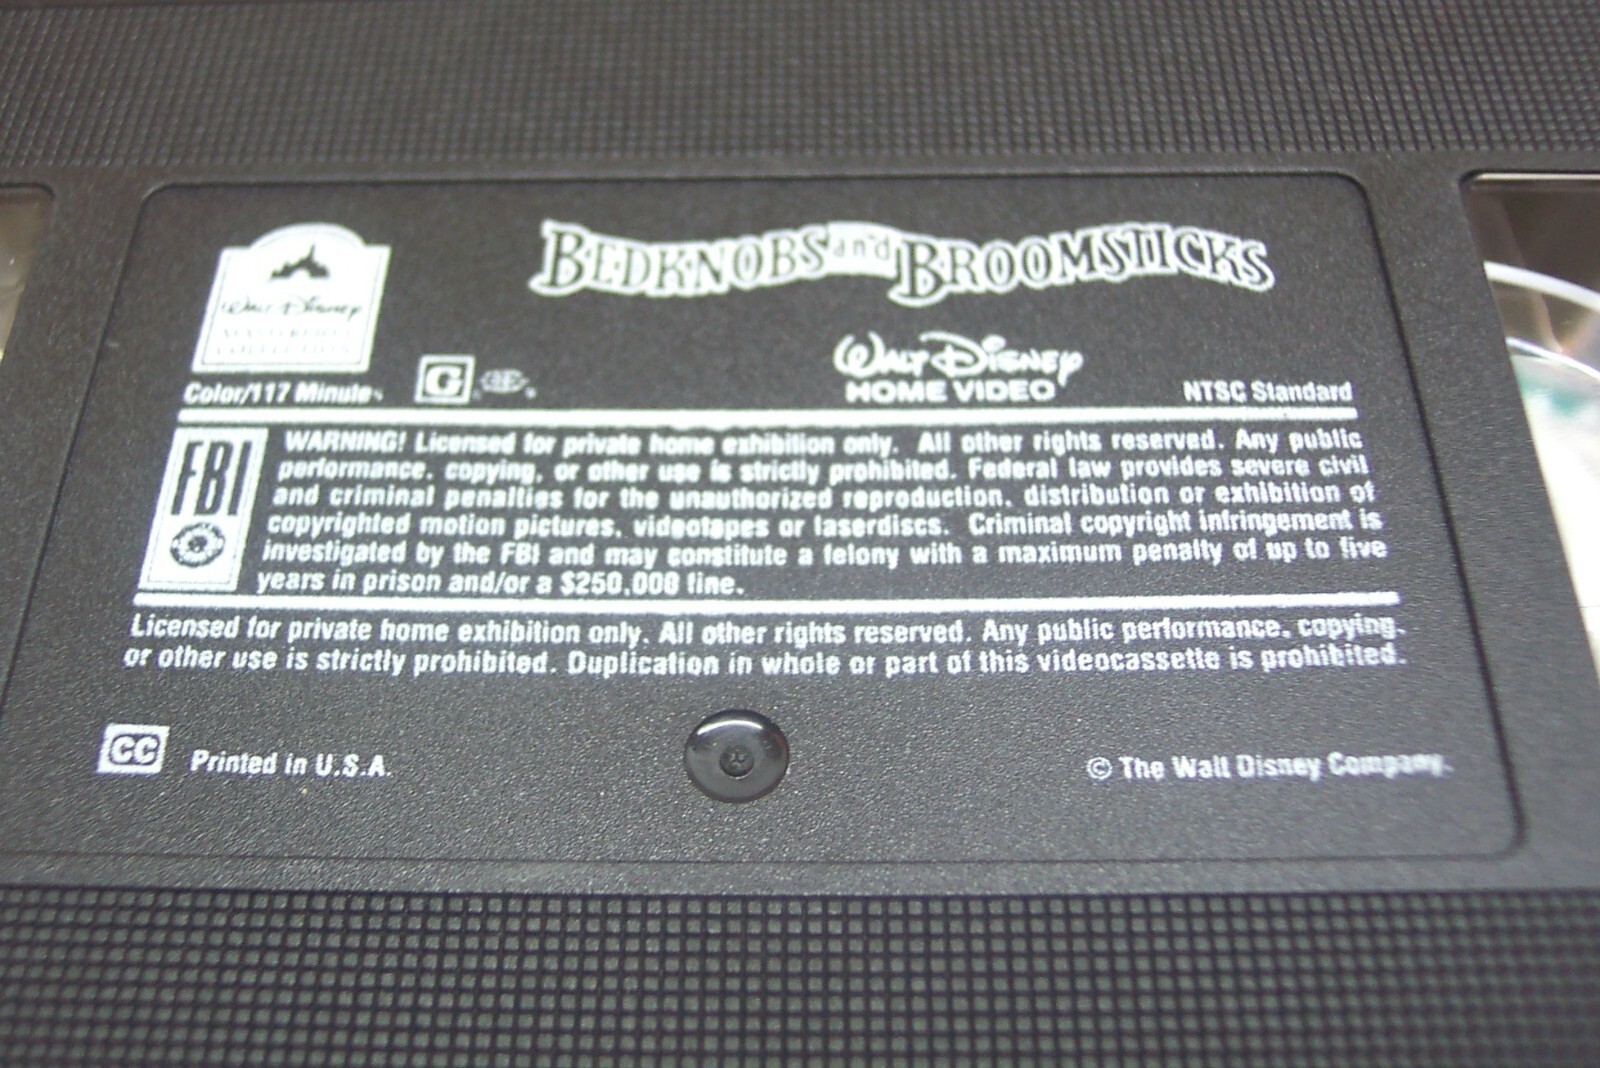 BEDKNOBS and BROOMSTICKS
WALT DISNEY
MASTERPIECE
COLLECTION
WALT DISNEY
HOME VIDEO
Color/117 Minutes
G
NTSC Standard
FBI
WARNING! Licensed for private home exhibition only. All other rights reserved. Any public
performance, copying, or other use is strictly prohibited. Federal law provides severe civil
and criminal penalties for the unauthorized reproduction, distribution or exhibition of
copyrighted motion pictures, videotapes or laserdiscs. Criminal copyright infringement is
investigated by the FBI and may constitute a felony with a maximum penalty of up to five
years in prison and/or a $250,000 fine.
Licensed for private home exhibition only. All other rights reserved. Any public performance, copying,
or other use is strictly prohibited. Duplication in whole or part of this videocassette is prohibited.
CC
Printed in U.S.A.
© The Walt Disney Company.